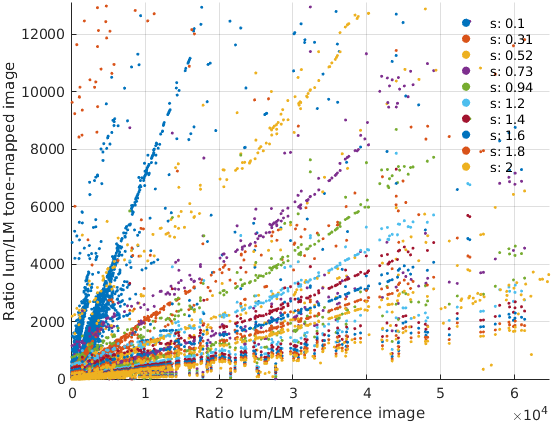 12000
10000
8000
6000
4000
2000
0
Ratio lum/LM tone-mapped image
s: 0.1
s: 0.31
s: 0.52
s: 0.73
s: 0.94
s: 1.2
s: 1.4
s: 1.6
s: 1.8
s: 2
0 1 2 3 4 5 6
Ratio lum/LM reference image
×10⁴